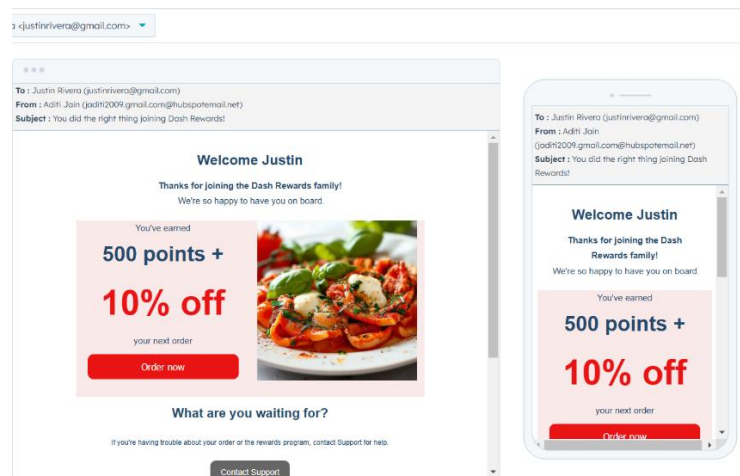 <justinrivera@gmail.com>
To : Justin Rivera (justinrivera@gmail.com)
From : Aditi Jain (jaditi2009.gmail.com@hubspotemail.net)
Subject : You did the right thing joining Dash Rewards!
Welcome Justin
Thanks for joining the Dash Rewards family!
We're so happy to have you on board.
You've earned
500 points +
10% off
your next order
Order now
What are you waiting for?
If you're having trouble about your order or the rewards program, contact Support for help.
Contact Support
To : Justin Rivera (justinrivera@gmail.com)
From : Aditi Jain
(jaditi2009.gmail.com@hubspotemail.net)
Subject : You did the right thing joining Dash
Rewards!
Welcome Justin
Thanks for joining the Dash
Rewards family!
We're so happy to have you on board.
You've earned
500 points +
10% off
your next order
Order now